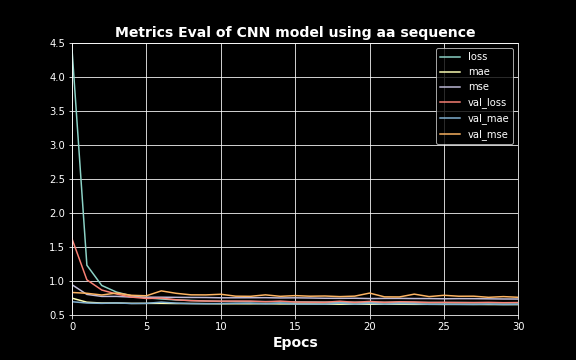 Metrics Eval of CNN model using aa sequence
4.5
4.0
3.5
3.0
2.5
2.0
1.5
1.0
0.5
loss
mae
mse
val_loss
val_mae
val_mse
0 5 10 15 20 25 30
Epocs